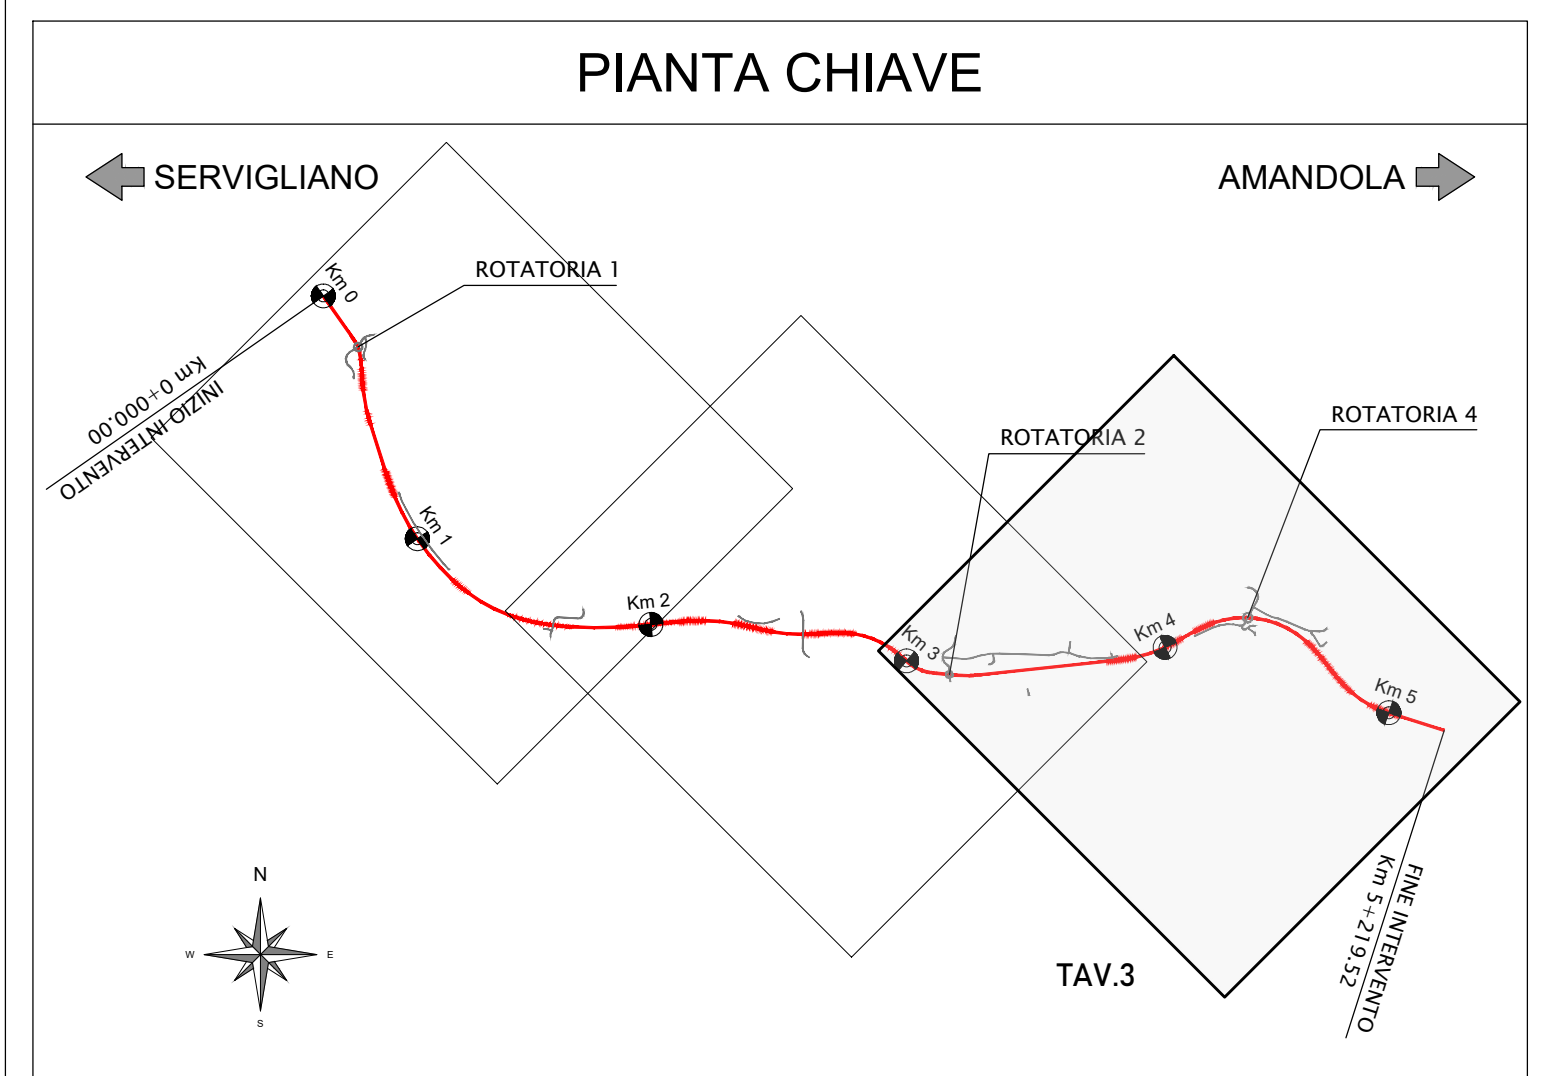 PIANTA CHIAVE
SERVIGLIANO
AMANDOLA
Km 0
ROTATORIA 1
Km 0+000.00
INIZIO INTERVENTO
ROTATORIA 4
ROTATORIA 2
Km 1
Km 2
Km 3
Km 4
Km 5
FINE INTERVENTO
Km 5+219.52
N
W
E
S
TAV.3